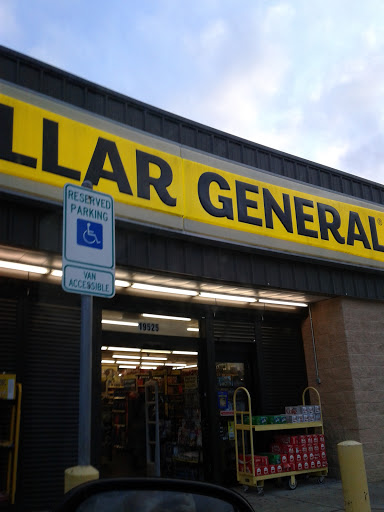 LLAR GENERAL
RESERVED
PARKING
VAN
ACCESSIBLE
19525